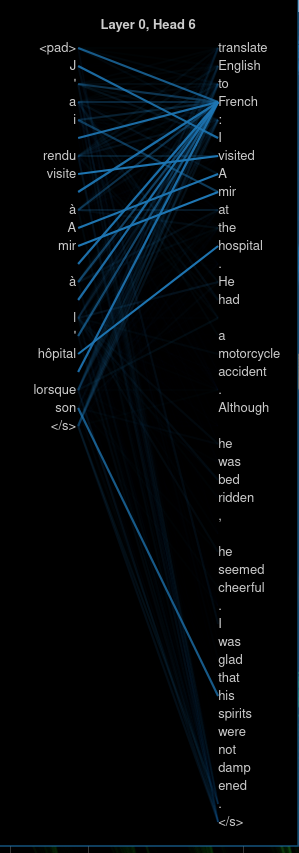 Layer 0, Head 6
<pad> translate
J English
' to
a French
i :
I
rendu visited
visite A
mir
à at
A the
mir hospital
.
à He
had
l
' a
hôpital motorcycle
accident
lorsque .
son Although
</s>
he
was
bed
ridden
,
he
seemed
cheerful
.
I
was
glad
that
his
spirits
were
not
damp
ened
.
</s>